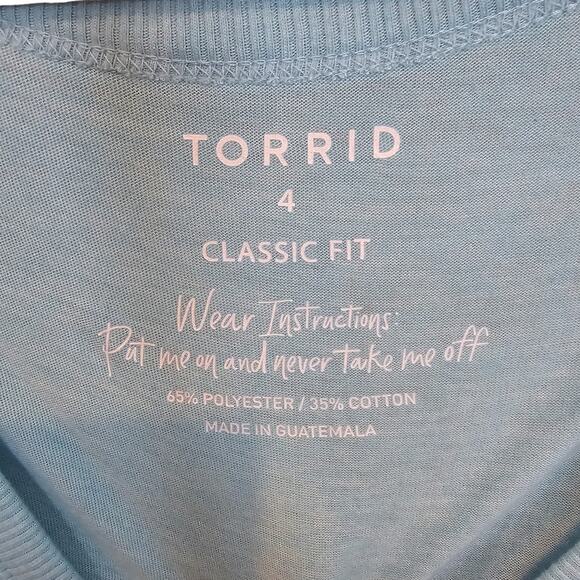 TORRID
4
CLASSIC FIT
Wear Instructions:
Put me on and never take me off
65% POLYESTER / 35% COTTON
MADE IN GUATEMALA